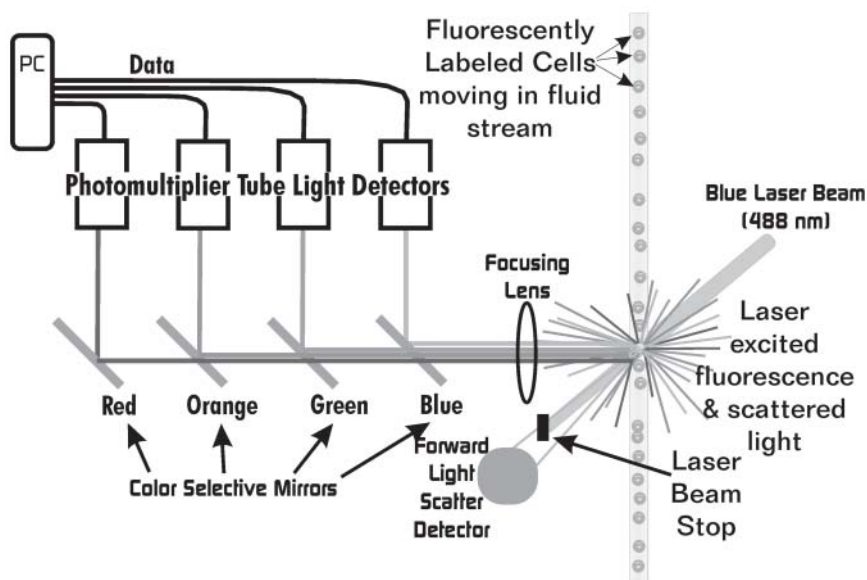 PC
Data
Photomultiplier Tube Light Detectors
Fluorescently
Labeled Cells
moving in fluid
stream
Blue Laser Beam
(488 nm)
Focusing
Lens
Laser
excited
fluorescence
& scattered
light
Red
Orange
Green
Blue
Color Selective Mirrors
Forward
Light
Scatter
Detector
Laser
Beam
Stop